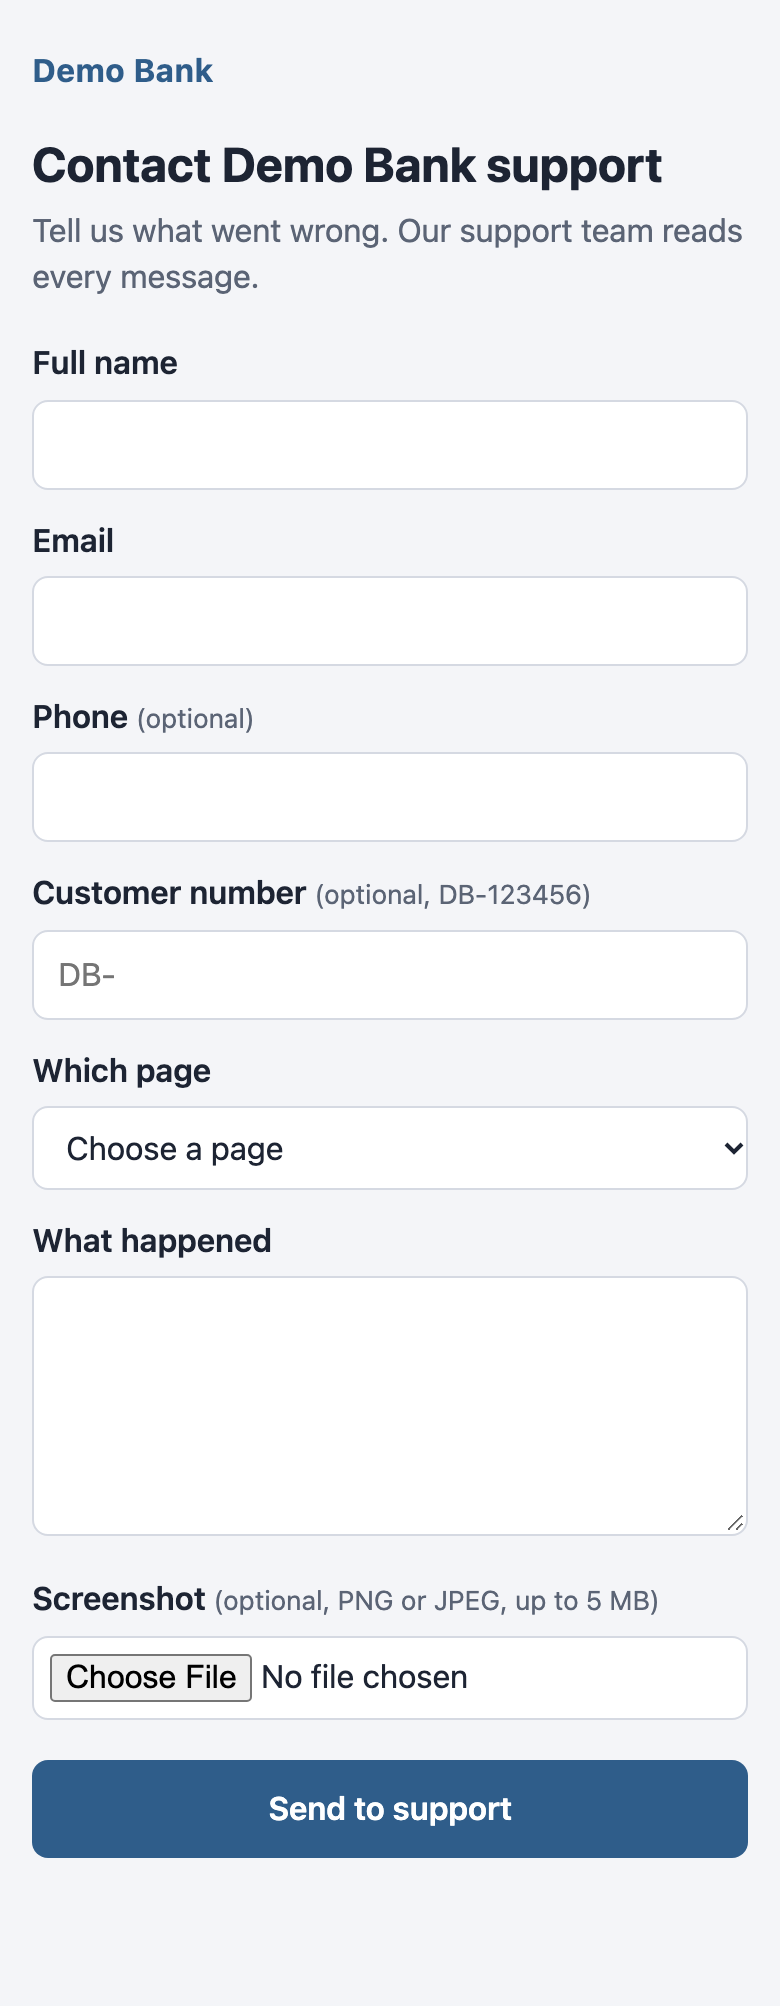 Demo Bank
Contact Demo Bank support
Tell us what went wrong. Our support team reads
every message.
Full name
Email
Phone (optional)
Customer number (optional, DB-123456)
DB-
Which page
Choose a page
What happened
Screenshot (optional, PNG or JPEG, up to 5 MB)
Choose File No file chosen
Send to support